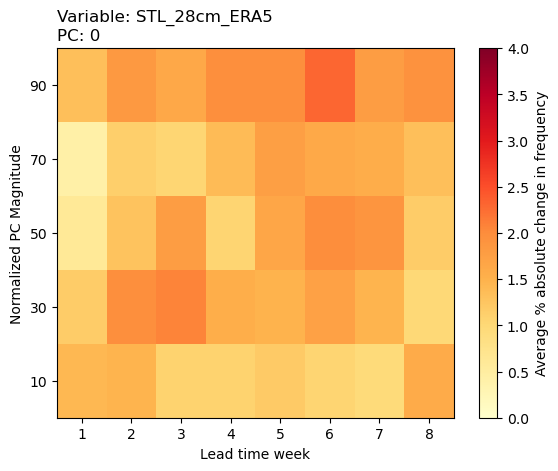 Variable: STL_28cm_ERA5
PC: 0
Normalized PC Magnitude
90
70
50
30
10
1 2 3 4 5 6 7 8
Lead time week
4.0
3.5
3.0
2.5
2.0
1.5
1.0
0.5
0.0
Average % absolute change in frequency